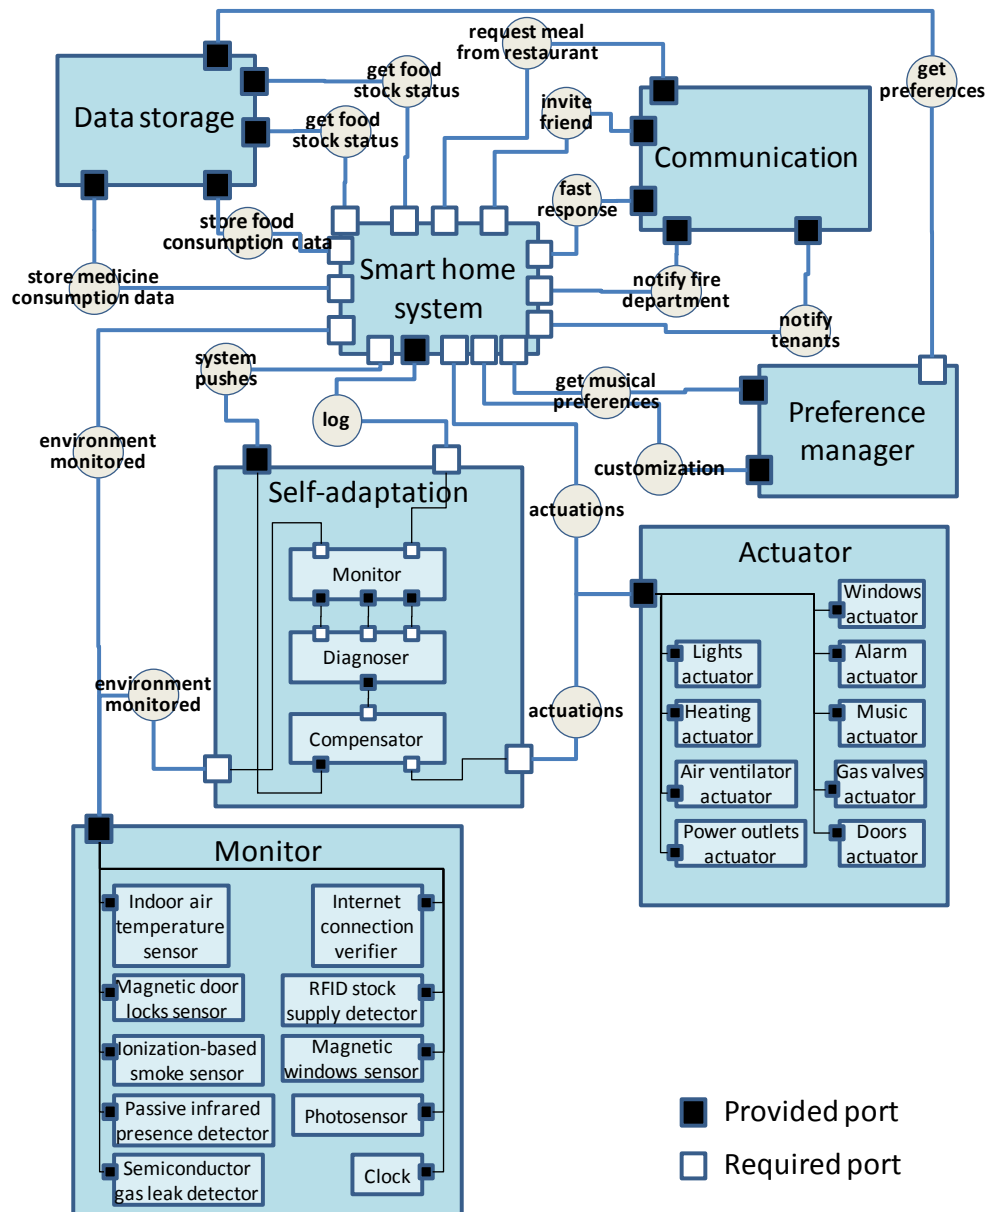 request meal
from restaurant
get
preferences
get food
stock status
Data storage
invite
friend
get food
stock status
Communication
fast
response
store food
consumption data
Smart home
system
store medicine
consumption data
notify fire
department
notify
tenants
system
pushes
get musical
preferences
log
Preference
manager
environment
monitored
customization
Self-adaptation
actuations
Actuator
Monitor
Windows
actuator
Diagnoser
Lights
actuator
Alarm
actuator
environment
monitored
actuations
Compensator
Heating
actuator
Music
actuator
Air ventilator
actuator
Gas valves
actuator
Power outlets
actuator
Doors
actuator
Monitor
Indoor air
temperature
sensor
Internet
connection
verifier
Magnetic door
locks sensor
RFID stock
supply detector
Ionization-based
smoke sensor
Magnetic
windows sensor
Passive infrared
presence detector
Photosensor
Semiconductor
gas leak detector
Clock
Provided port
Required port